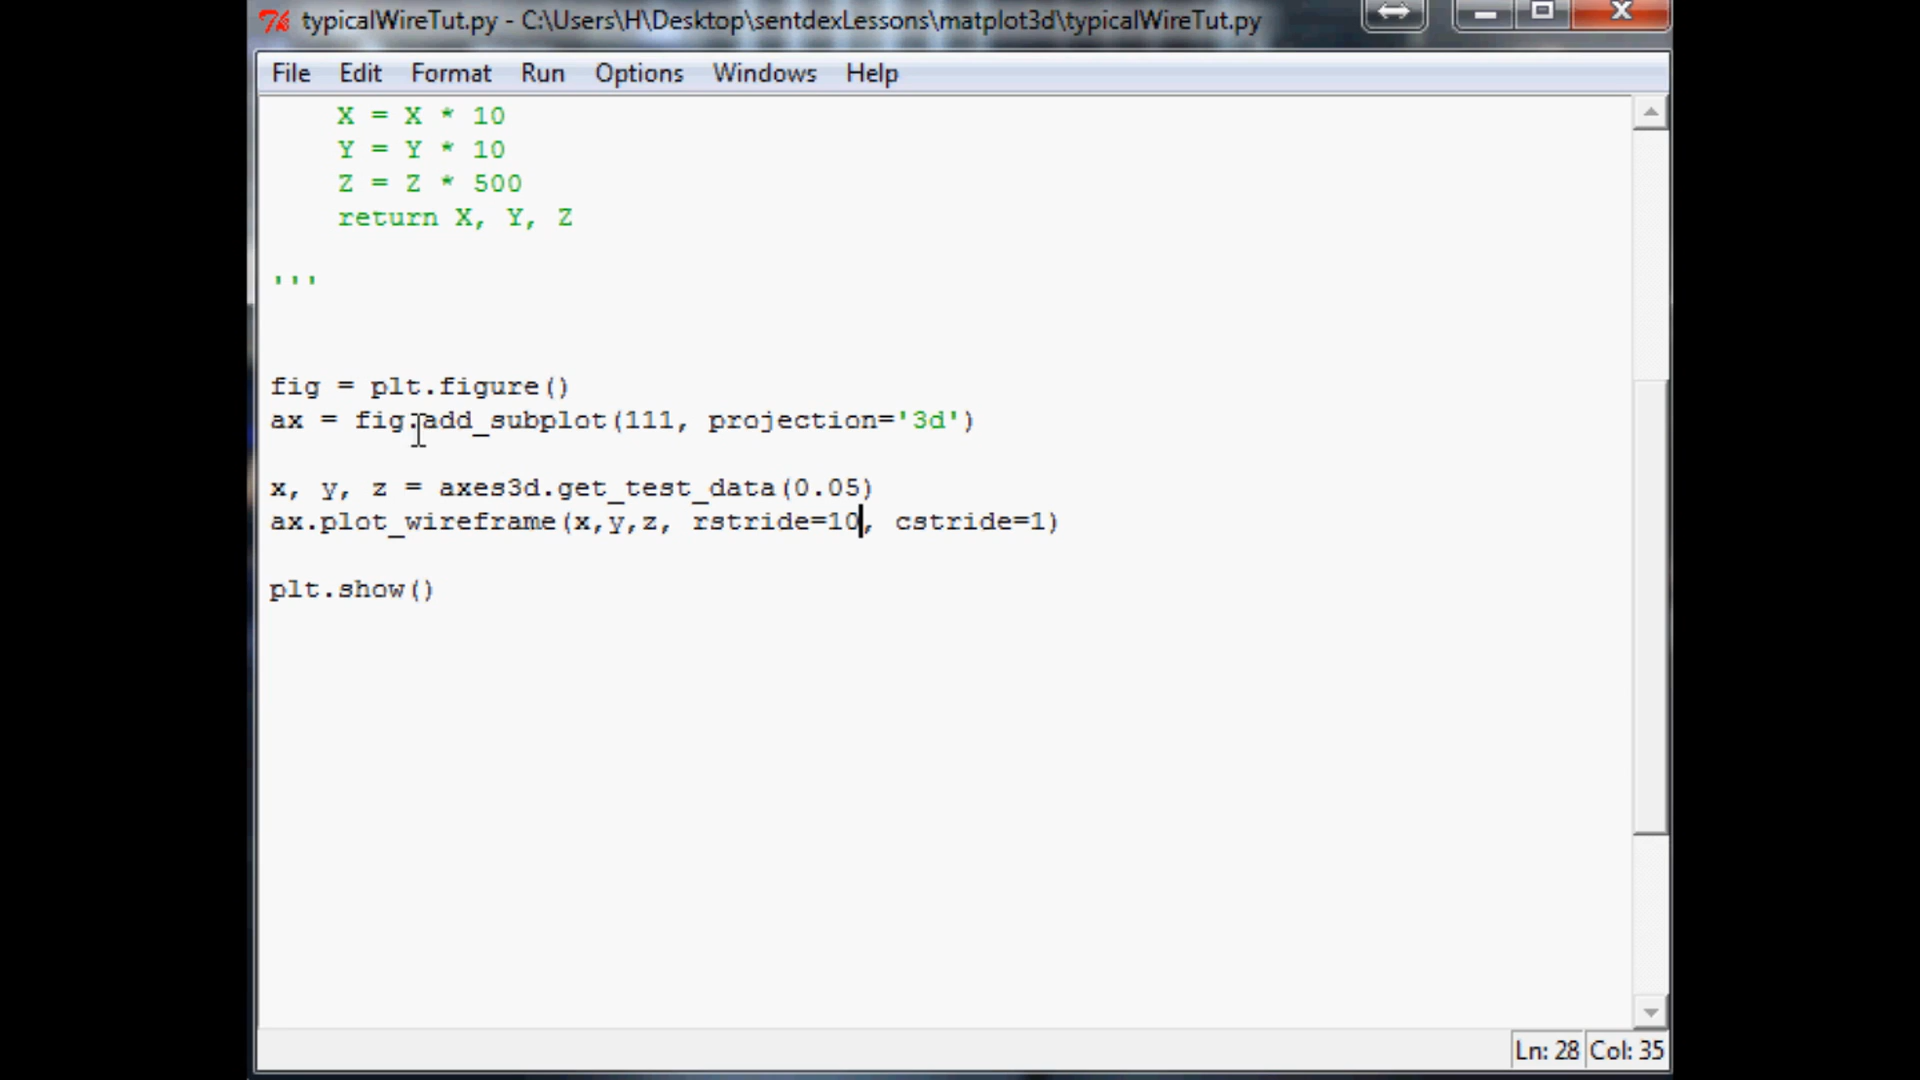 typicalWireTut.py - C:\Users\H\Desktop\sentdexLessons\matplot3d\typicalWireTut.py
File Edit Format Run Options Windows Help
X = X * 10
Y = Y * 10
Z = Z * 500
return X, Y, Z
'''
fig = plt.figure()
ax = fig.add_subplot(111, projection='3d')
x, y, z = axes3d.get_test_data(0.05)
ax.plot_wireframe(x,y,z, rstride=10, cstride=1)
plt.show()
Ln: 28 Col: 35